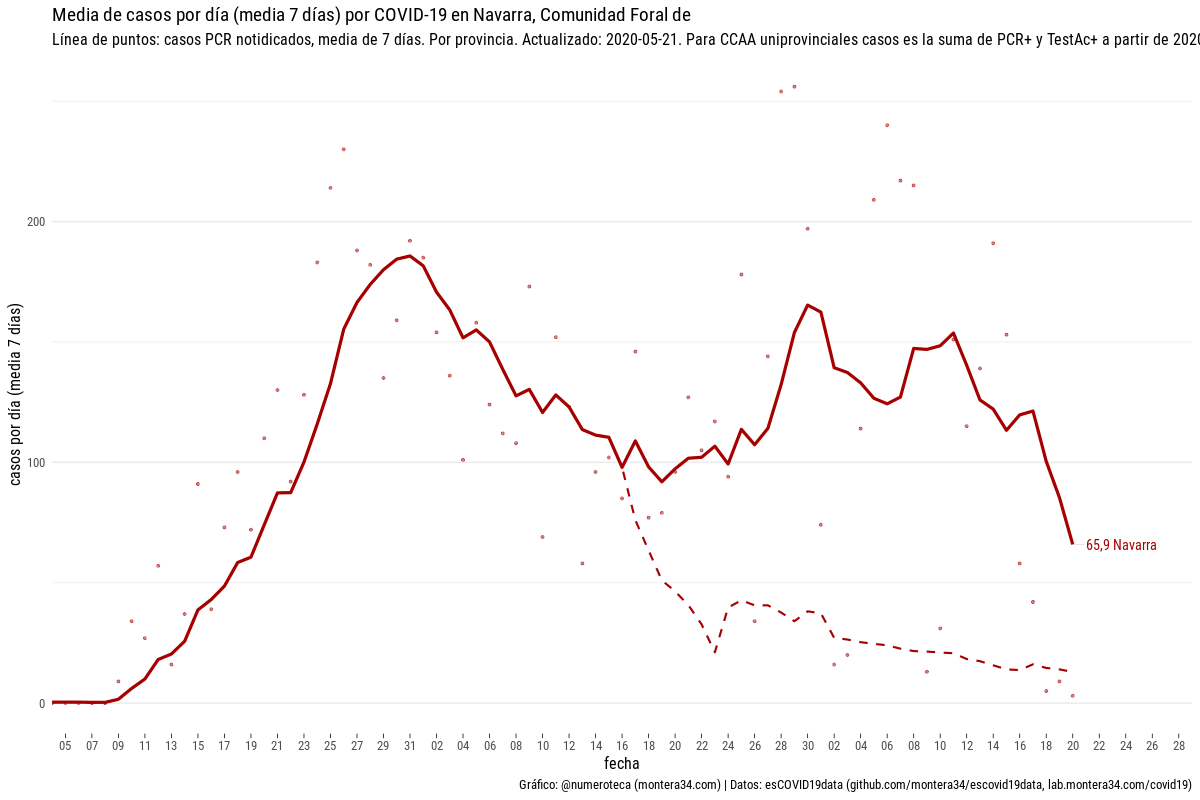 Media de casos por día (media 7 días) por COVID-19 en Navarra, Comunidad Foral de
Línea de puntos: casos PCR notidicados, media de 7 días. Por provincia. Actualizado: 2020-05-21. Para CCAA uniprovinciales casos es la suma de PCR+ y TestAc+ a partir de 2020
casos por día (media 7 días)
200
100
0
65,9 Navarra
05 07 09 11 13 15 17 19 21 23 25 27 29 31 02 04 06 08 10 12 14 16 18 20 22 24 26 28 30 02 04 06 08 10 12 14 16 18 20 22 24 26 28
fecha
Gráfico: @numeroteca (montera34.com) | Datos: esCOVID19data (github.com/montera34/escovid19data, lab.montera34.com/covid19)